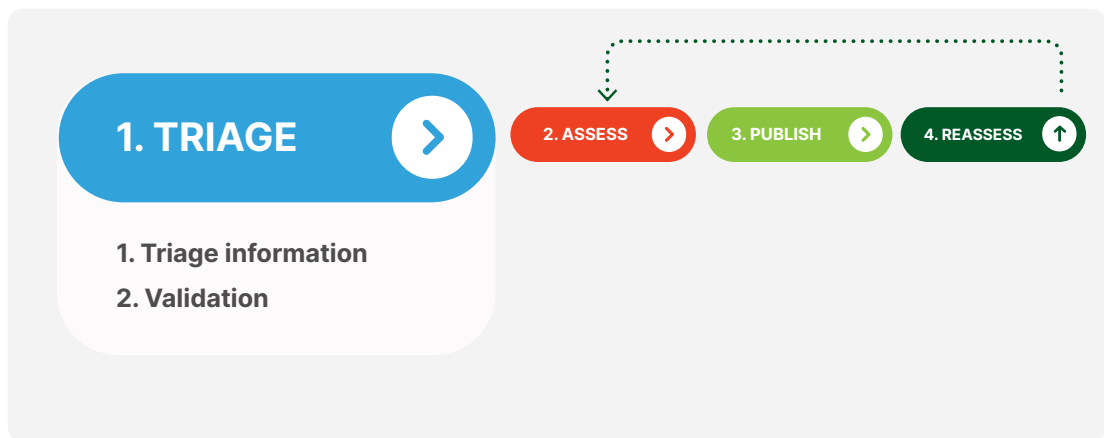 1. TRIAGE
2. ASSESS
3. PUBLISH
4. REASSESS
1. Triage information
2. Validation